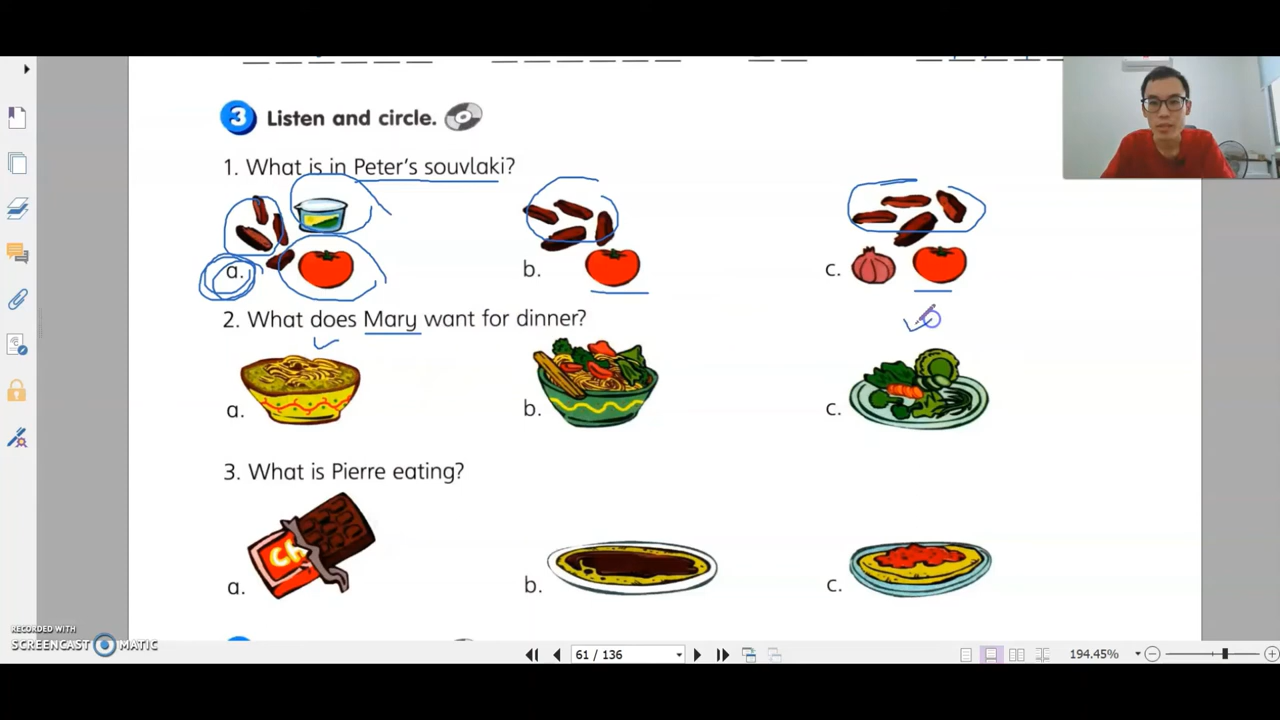 3 Listen and circle.
1. What is in Peter's souvlaki?
a.
b.
c.
2. What does Mary want for dinner?
a.
b.
c.
3. What is Pierre eating?
Ch
a.
b.
c.
RECORDED WITH
SCREENCAST MATIC
61 / 136
194.45%